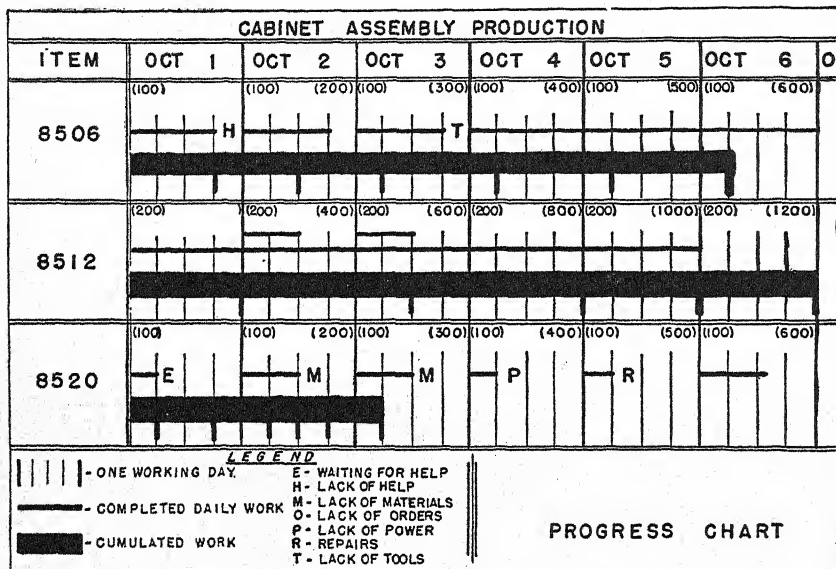 CABINET ASSEMBLY PRODUCTION
ITEM OCT 1 OCT 2 OCT 3 OCT 4 OCT 5 OCT 6 O
(100) (100) (200) (100) (300) (100) (400) (100) (500) (100) (600)
8506 H T
(200) (200) (400) (200) (600) (200) (800) (200) (1000) (200) (1200)
8512
(100) (100) (200) (100) (300) (100) (400) (100) (500) (100) (600)
8520 E M M P R
LEGEND
- ONE WORKING DAY.
- COMPLETED DAILY WORK
- CUMULATED WORK
E - WAITING FOR HELP
H - LACK OF HELP
M - LACK OF MATERIALS
O - LACK OF ORDERS
P - LACK OF POWER
R - REPAIRS
T - LACK OF TOOLS
PROGRESS CHART